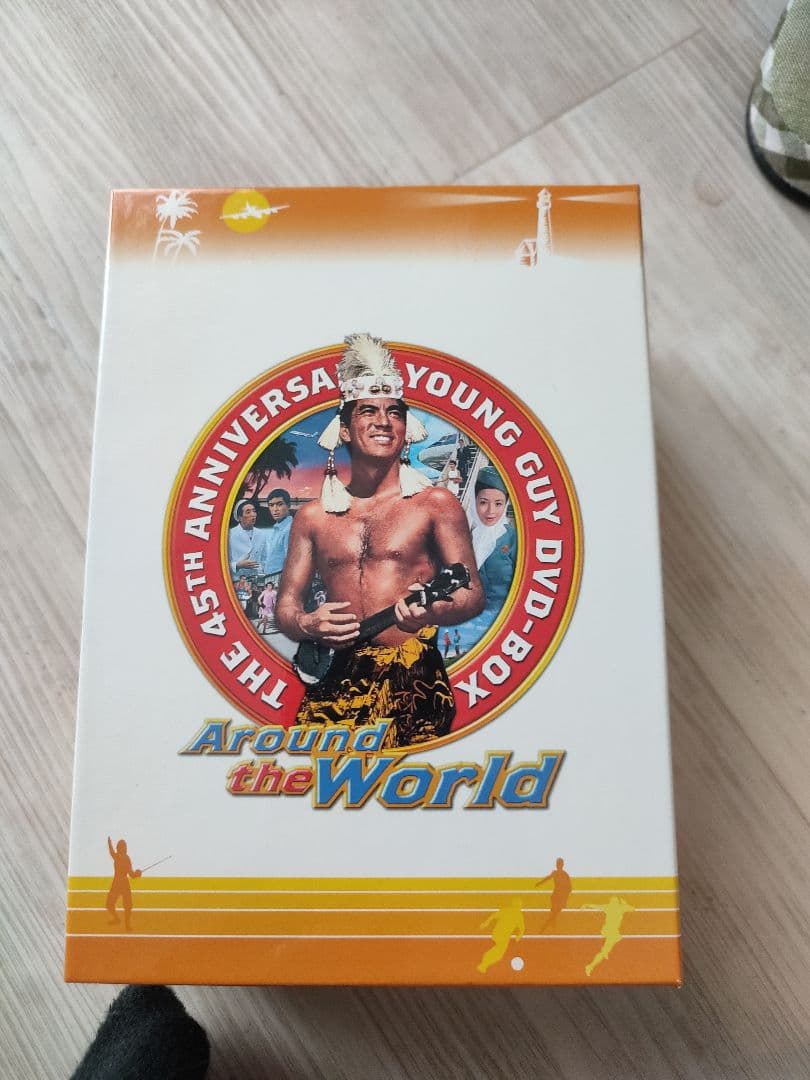 THE 45TH ANNIVERSA YOUNG GUY DVD-BOX
Around
the World